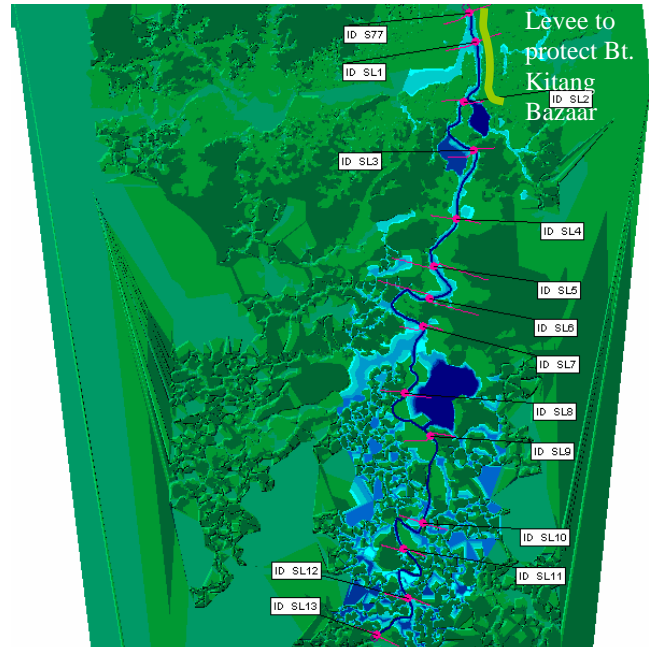 Levee to
protect Bt.
Kitang
Bazaar
ID S77
ID SL1
ID SL2
ID SL3
ID SL4
ID SL5
ID SL6
ID SL7
ID SL8
ID SL9
ID SL10
ID SL11
ID SL12
ID SL13